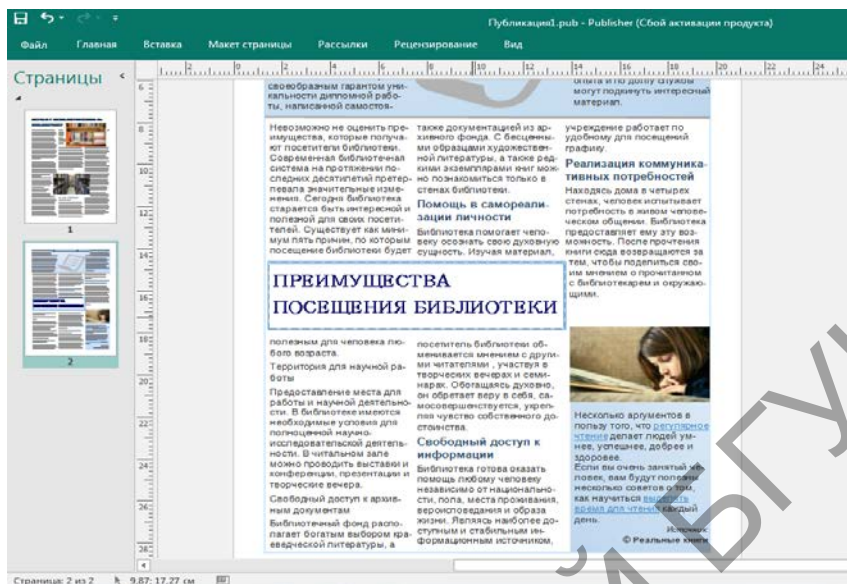 Публикация1.pub - Publisher (Сбой активации продукта)
Файл Главная Вставка Макет страницы Рассылки Рецензирование Вид
Страницы
1
2
своеобразным гарантом уни-
кальности дипломной рабо-
ты, написанной самостоя-
опыта и по долгу службы
могут подкинуть интересный
материал.
Невозможно не оценить пре-
имущества, которые получа-
ют посетители библиотеки.
Современная библиотечная
система на протяжении по-
следних десятилетий претер-
певала значительные изме-
нения. Сегодня библиотека
старается быть интересной и
полезной для своих посети-
телей. Существует как мини-
мум пять причин, по которым
посещение библиотеки будет
также документацией из ар-
хивного фонда. С бесценны-
ми образцами художествен-
ной литературы, а также ред-
кими экземплярами книг мож-
но познакомиться только в
стенах библиотеки.
Помощь в самореали-
зации личности
Библиотека помогает чело-
веку осознать свою духовную
сущность. Изучая материал,
учреждение работает по
удобному для посещений
графику.
Реализация коммуника-
тивных потребностей
Находясь дома в четырех
стенах, человек испытывает
потребность в живом челове-
ческом общении. Библиотека
предоставляет ему эту воз-
можность. После прочтения
книги сюда возвращаются за
тем, чтобы поделиться сво-
им мнением о прочитанном
с библиотекарем и окружаю-
щими.
ПРЕИМУЩЕСТВА
ПОСЕЩЕНИЯ БИБЛИОТЕКИ
полезным для человека лю-
бого возраста.
Территория для научной ра-
боты
Предоставление места для
работы и научной деятельно-
сти. В библиотеке имеются
необходимые условия для
полноценной научно-
исследовательской деятель-
ности. В читальном зале
можно проводить выставки и
конференции, презентации и
творческие вечера.
Свободный доступ к архив-
ным документам
Библиотечный фонд распо-
лагает богатым выбором кра-
еведческой литературы, а
посетитель библиотеки об-
менивается мнением с други-
ми читателями , участвуя в
творческих вечерах и семи-
нарах. Обогащаясь духовно,
он обретает веру в себя, са-
мосовершенствуется, укреп-
ляя чувство собственного до-
стоинства.
Свободный доступ к
информации
Библиотека готова оказать
помощь любому человеку
независимо от национально-
сти, пола, места проживания,
вероисповедания и образа
жизни. Являясь наиболее до-
ступным и стабильным ин-
формационным источником,
Несколько аргументов в
пользу того, что регулярное
чтение делает людей ум-
нее, успешнее, добрее и
здоровее.
Если вы очень занятый че-
ловек, вам будут полезны
несколько советов о том,
как научиться выделять
время для чтения каждый
день.
Источник:
© Реальные книги
Страница: 2 из 2 9.87; 17.27 см